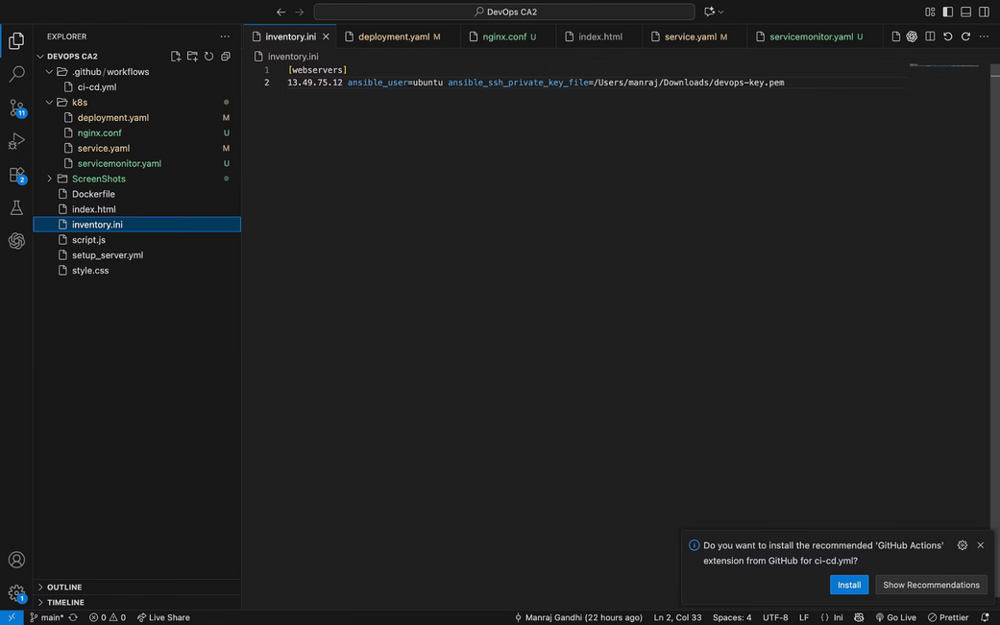 DevOps CA2
EXPLORER
DEVOPS CA2
.github/workflows
ci-cd.yml
k8s
deployment.yaml M
nginx.conf U
service.yaml M
servicemonitor.yaml U
ScreenShots
Dockerfile
index.html
inventory.ini
script.js
setup_server.yml
style.css
OUTLINE
TIMELINE
11
2
1
inventory.ini
deployment.yaml M
nginx.conf U
index.html
service.yaml M
servicemonitor.yaml U
inventory.ini
1 [webservers]
2 13.49.75.12 ansible_user=ubuntu ansible_ssh_private_key_file=/Users/manraj/Downloads/devops-key.pem
Do you want to install the recommended 'GitHub Actions'
extension from GitHub for ci-cd.yml?
Install
Show Recommendations
main* 0 0 Live Share Manraj Gandhi (22 hours ago) Ln 2, Col 33 Spaces: 4 UTF-8 LF { } Ini Go Live Prettier